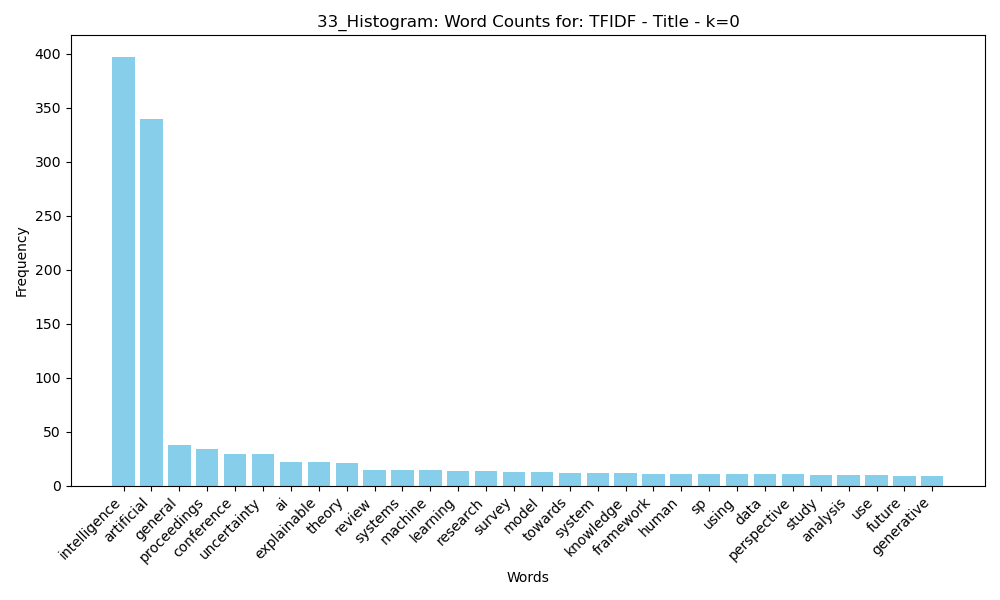 33_Histogram: Word Counts for: TFIDF - Title - k=0
Frequency
400
350
300
250
200
150
100
50
0
intelligence
artificial
general
proceedings
conference
uncertainty
ai
explainable
theory
review
systems
machine
learning
research
survey
model
towards
system
knowledge
framework
human
sp
using
data
perspective
study
analysis
use
future
generative
Words